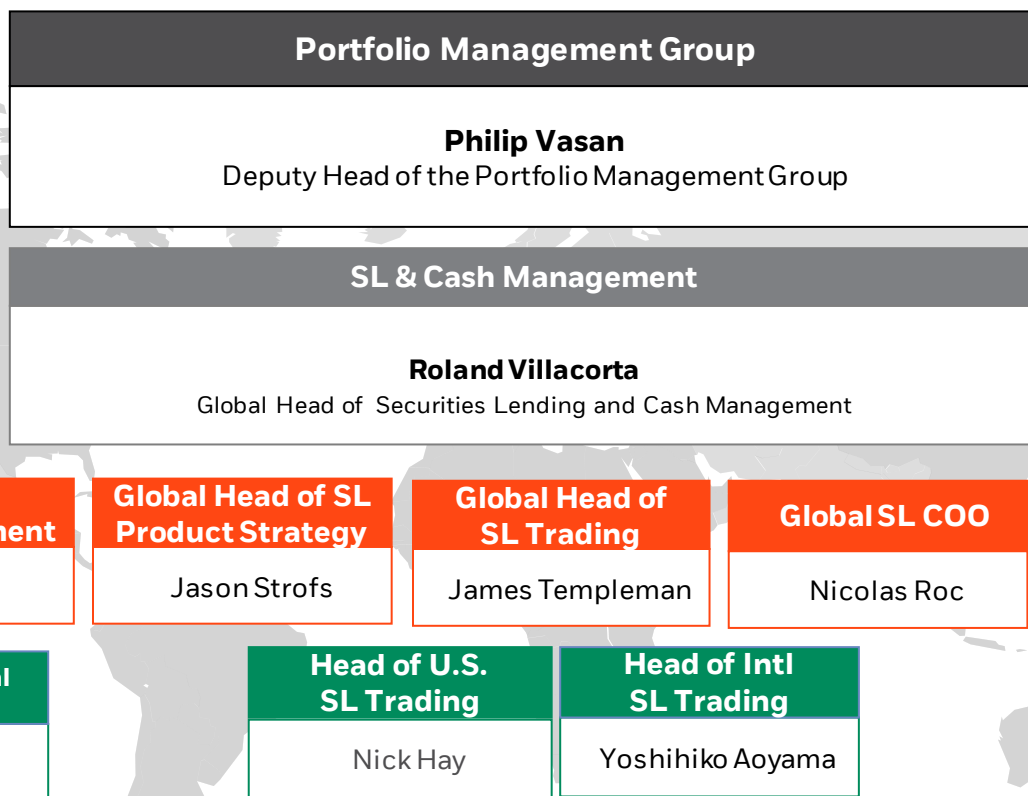 Portfolio Management Group
Philip Vasan
Deputy Head of the Portfolio Management Group
SL & Cash Management
Roland Villacorta
Global Head of Securities Lending and Cash Management
Global Head of SL
Product Strategy
Jason Strofs
Global Head of
SL Trading
James Templeman
Global SL COO
Nicolas Roc
Head of U.S.
SL Trading
Nick Hay
Head of Intl
SL Trading
Yoshihiko Aoyama